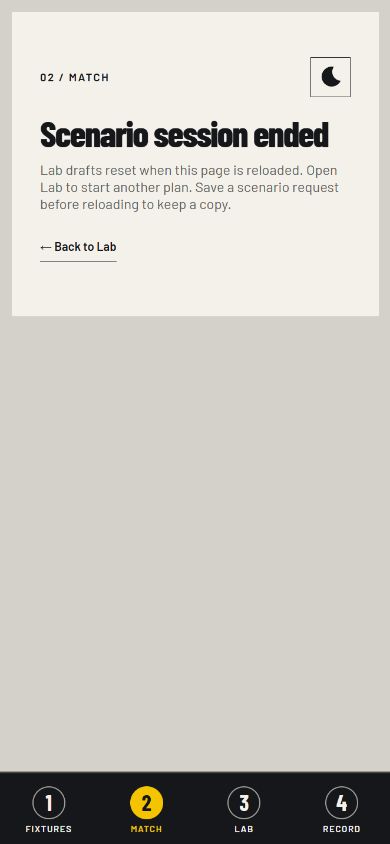 02 / MATCH
Scenario session ended
Lab drafts reset when this page is reloaded. Open
Lab to start another plan. Save a scenario request
before reloading to keep a copy.
← Back to Lab
1 2 3 4
FIXTURES MATCH LAB RECORD